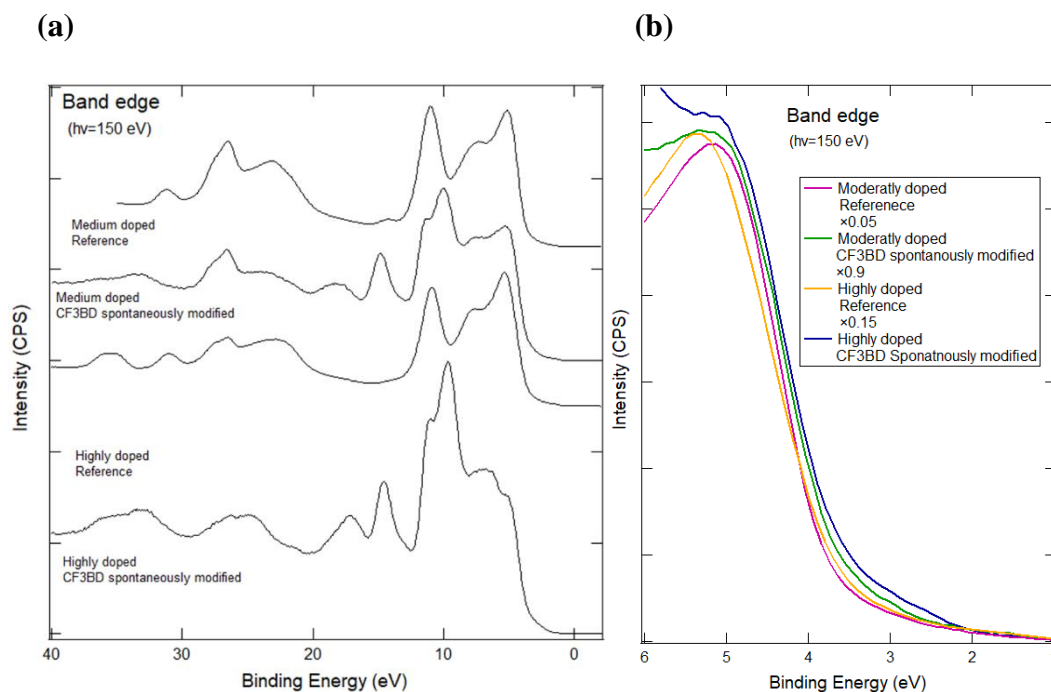 (a)
(b)
Band edge
(hv=150 eV)
Medium doped
Reference
Medium doped
CF3BD spontaneously modified
Highly doped
Reference
Highly doped
CF3BD spontaneously modified
Intensity (CPS)
40
30
20
10
0
Binding Energy (eV)
Band edge
(hv=150 eV)
Moderatly doped
Referenece
×0.05
Moderatly doped
CF3BD spontanously modified
×0.9
Highly doped
Reference
×0.15
Highly doped
CF3BD Sponatnously modified
Intensity (CPS)
6
5
4
3
2
Binding Energy (eV)